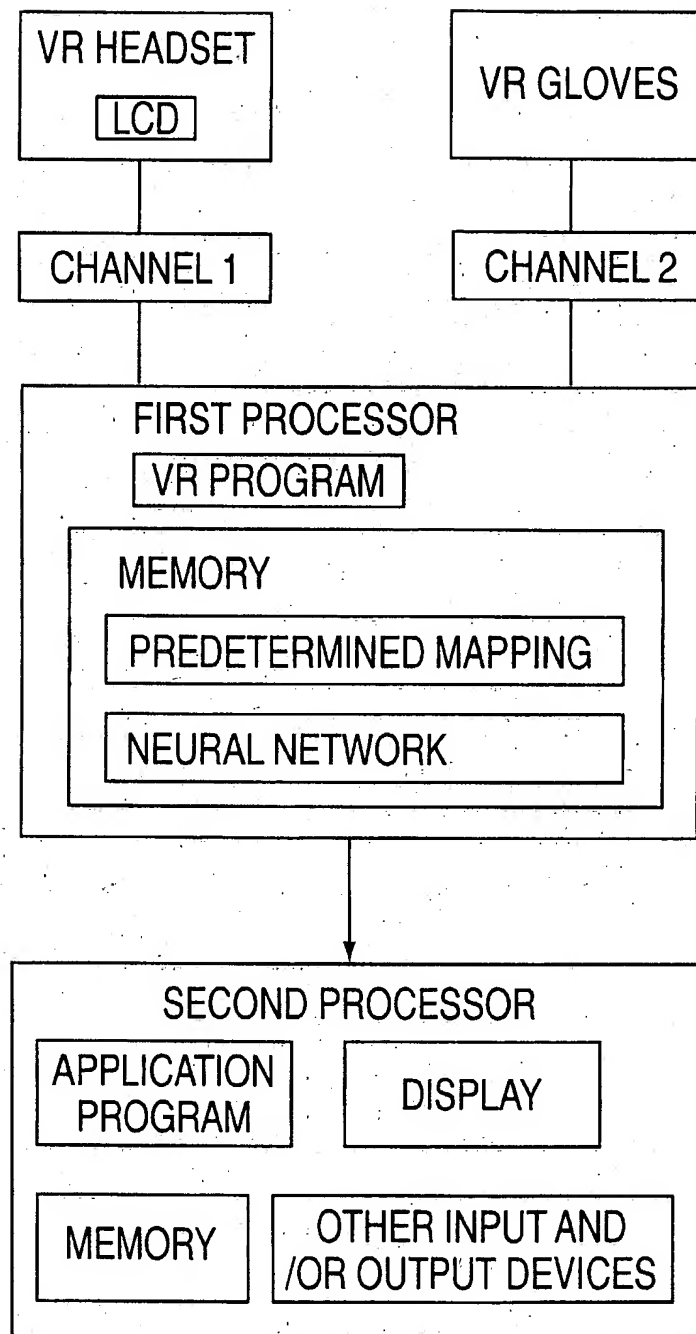 VR HEADSET
LCD
VR GLOVES
CHANNEL 1
CHANNEL 2
FIRST PROCESSOR
VR PROGRAM
MEMORY
PREDETERMINED MAPPING
NEURAL NETWORK
SECOND PROCESSOR
APPLICATION
PROGRAM
DISPLAY
MEMORY
OTHER INPUT AND
/OR OUTPUT DEVICES